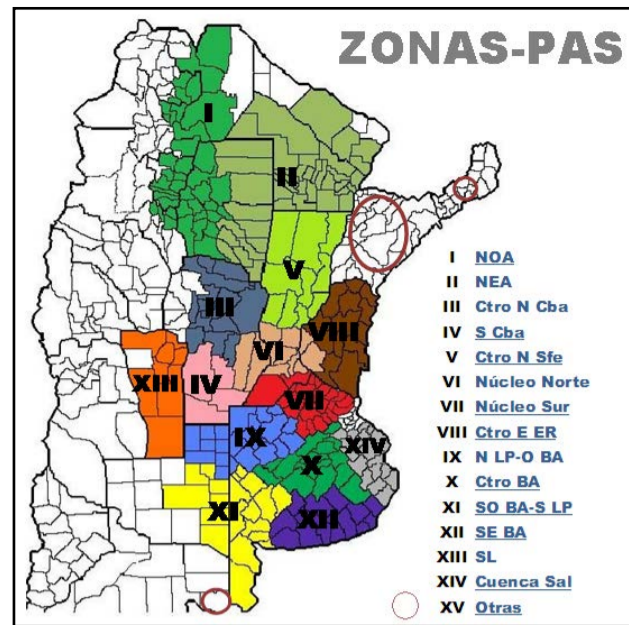 ZONAS-PAS
I
II
V
III
VIII
VI
XIII
IV
VII
IX
XIV
X
XI
XII
I NOA
II NEA
III Ctro N Cba
IV S Cba
V Ctro N Sfe
VI Núcleo Norte
VII Núcleo Sur
VIII Ctro E ER
IX N LP-O BA
X Ctro BA
XI SO BA-S LP
XII SE BA
XIII SL
XIV Cuenca Sal
XV Otras